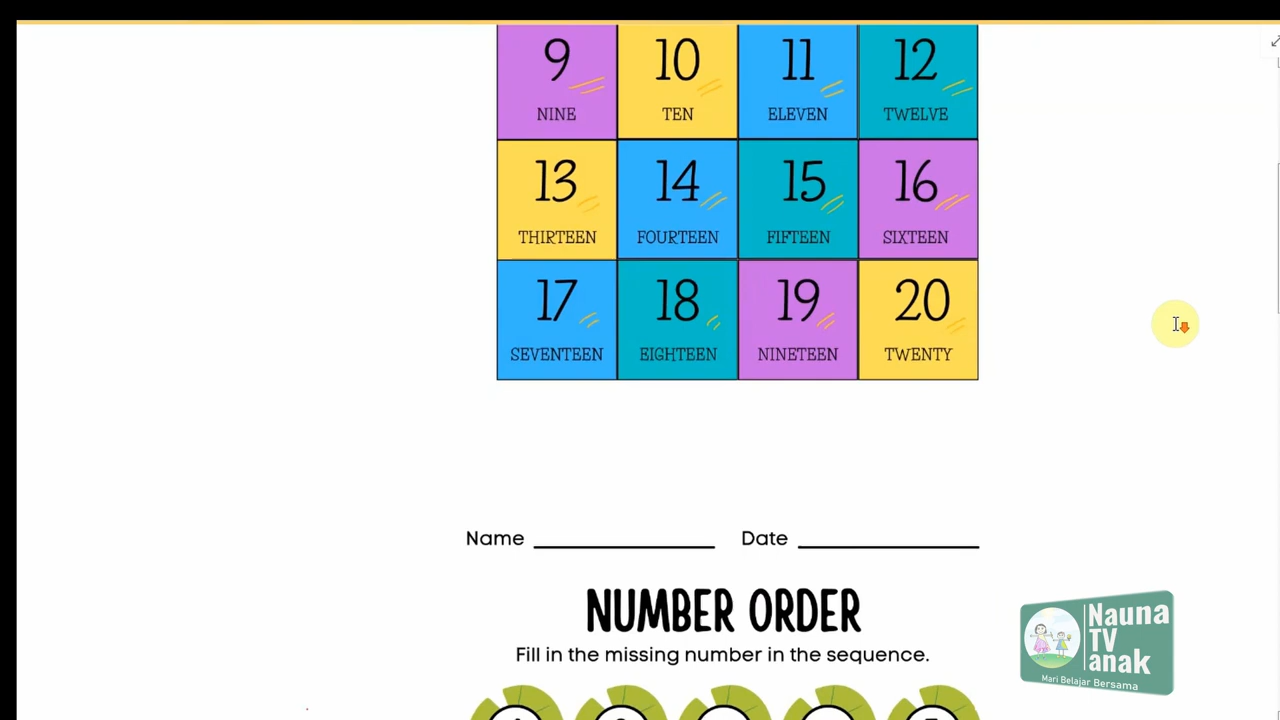 9 10 11 12
NINE TEN ELEVEN TWELVE
13 14 15 16
THIRTEEN FOURTEEN FIFTEEN SIXTEEN
17 18 19 20
SEVENTEEN EIGHTEEN NINETEEN TWENTY
Name Date
NUMBER ORDER
Fill in the missing number in the sequence.
Nauna
TV
anak
Mari Belajar Bersama